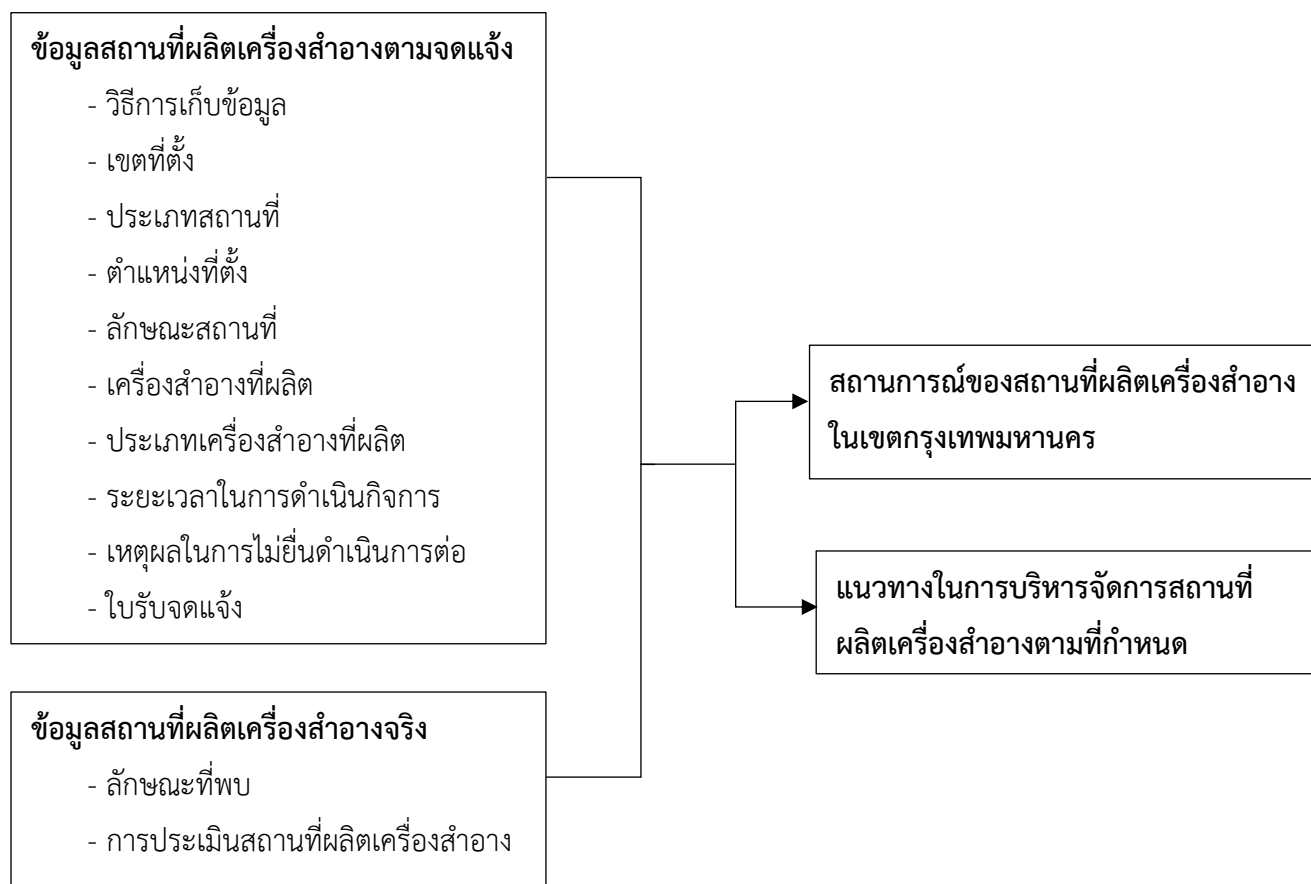 ข้อมูลสถานที่ผลิตเครื่องสำอางตามจดแจ้ง
- วิธีการเก็บข้อมูล
- เขตที่ตั้ง
- ประเภทสถานที่
- ตำแหน่งที่ตั้ง
- ลักษณะสถานที่
- เครื่องสำอางที่ผลิต
- ประเภทเครื่องสำอางที่ผลิต
- ระยะเวลาในการดำเนินกิจการ
- เหตุผลในการไม่ยื่นดำเนินการต่อ
- ใบรับจดแจ้ง
ข้อมูลสถานที่ผลิตเครื่องสำอางจริง
- ลักษณะที่พบ
- การประเมินสถานที่ผลิตเครื่องสำอาง
สถานการณ์ของสถานที่ผลิตเครื่องสำอาง
ในเขตกรุงเทพมหานคร
แนวทางในการบริหารจัดการสถานที่
ผลิตเครื่องสำอางตามที่กำหนด